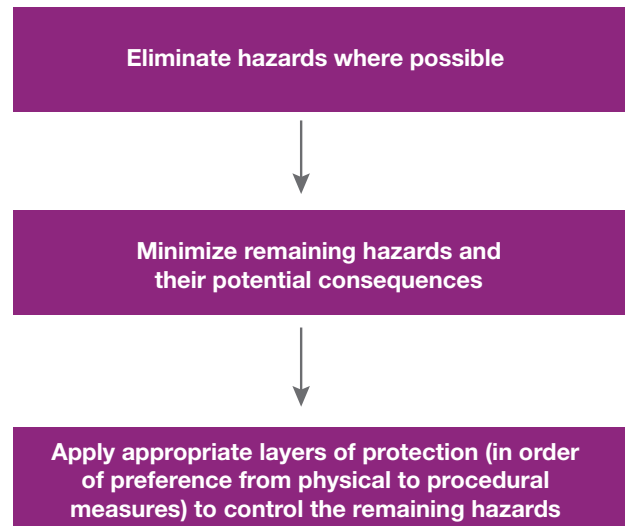 Eliminate hazards where possible
Minimize remaining hazards and
their potential consequences
Apply appropriate layers of protection (in order
of preference from physical to procedural
measures) to control the remaining hazards